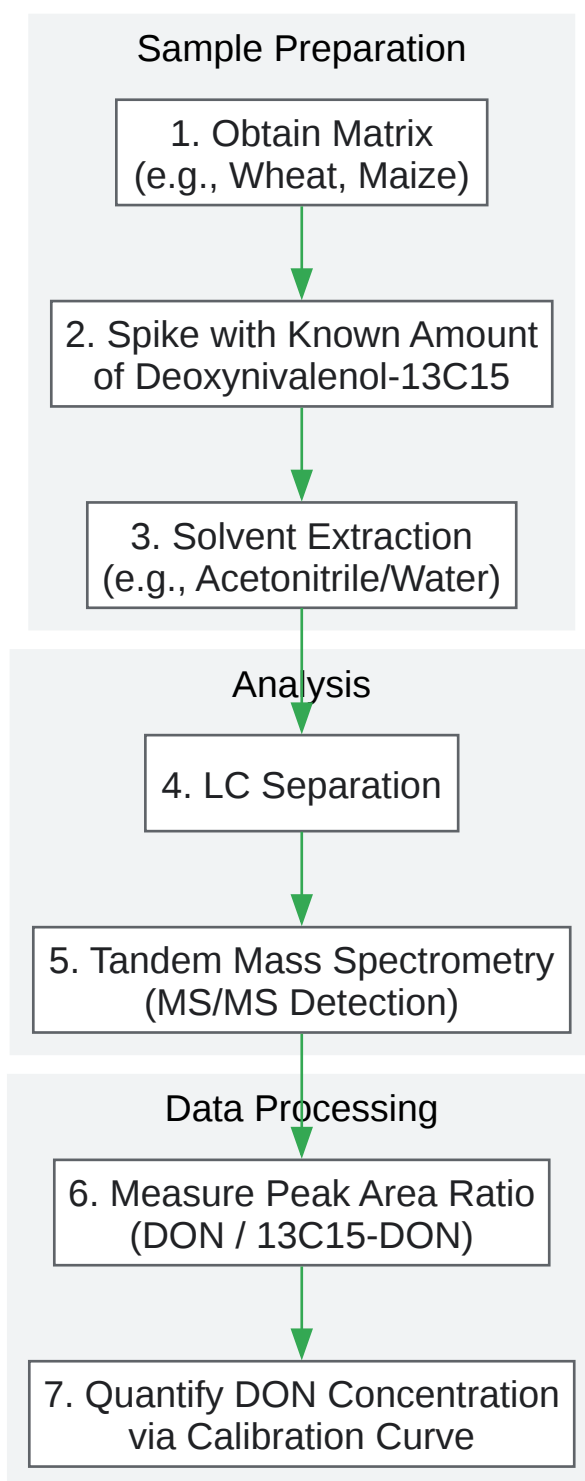 Sample Preparation
1. Obtain Matrix
(e.g., Wheat, Maize)
2. Spike with Known Amount
of Deoxynivalenol-13C15
3. Solvent Extraction
(e.g., Acetonitrile/Water)
Analysis
4. LC Separation
5. Tandem Mass Spectrometry
(MS/MS Detection)
Data Processing
6. Measure Peak Area Ratio
(DON / 13C15-DON)
7. Quantify DON Concentration
via Calibration Curve